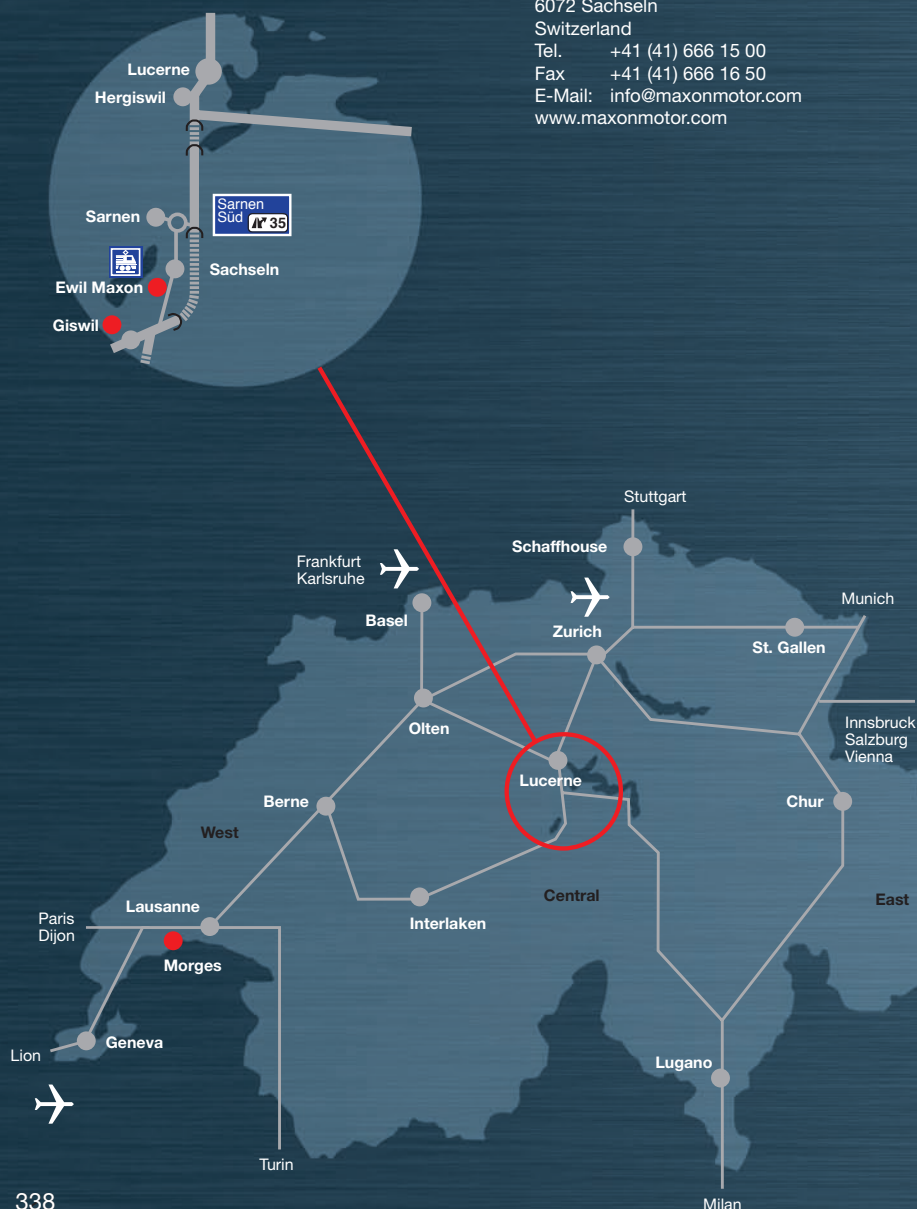 6072 Sachseln
Switzerland
Tel. +41 (41) 666 15 00
Fax +41 (41) 666 16 50
E-Mail: info@maxonmotor.com
www.maxonmotor.com
Lucerne
Hergiswil
Sarnen
Sarnen
Süd 35
Sachseln
Ewil Maxon
Giswil
Stuttgart
Schaffhouse
Frankfurt
Karlsruhe
Basel
Zurich
Munich
St. Gallen
Olten
Innsbruck
Salzburg
Vienna
Lucerne
Berne
Chur
West
Central
East
Lausanne
Interlaken
Paris
Dijon
Morges
Geneva
Lion
Lugano
Turin
338
Milan